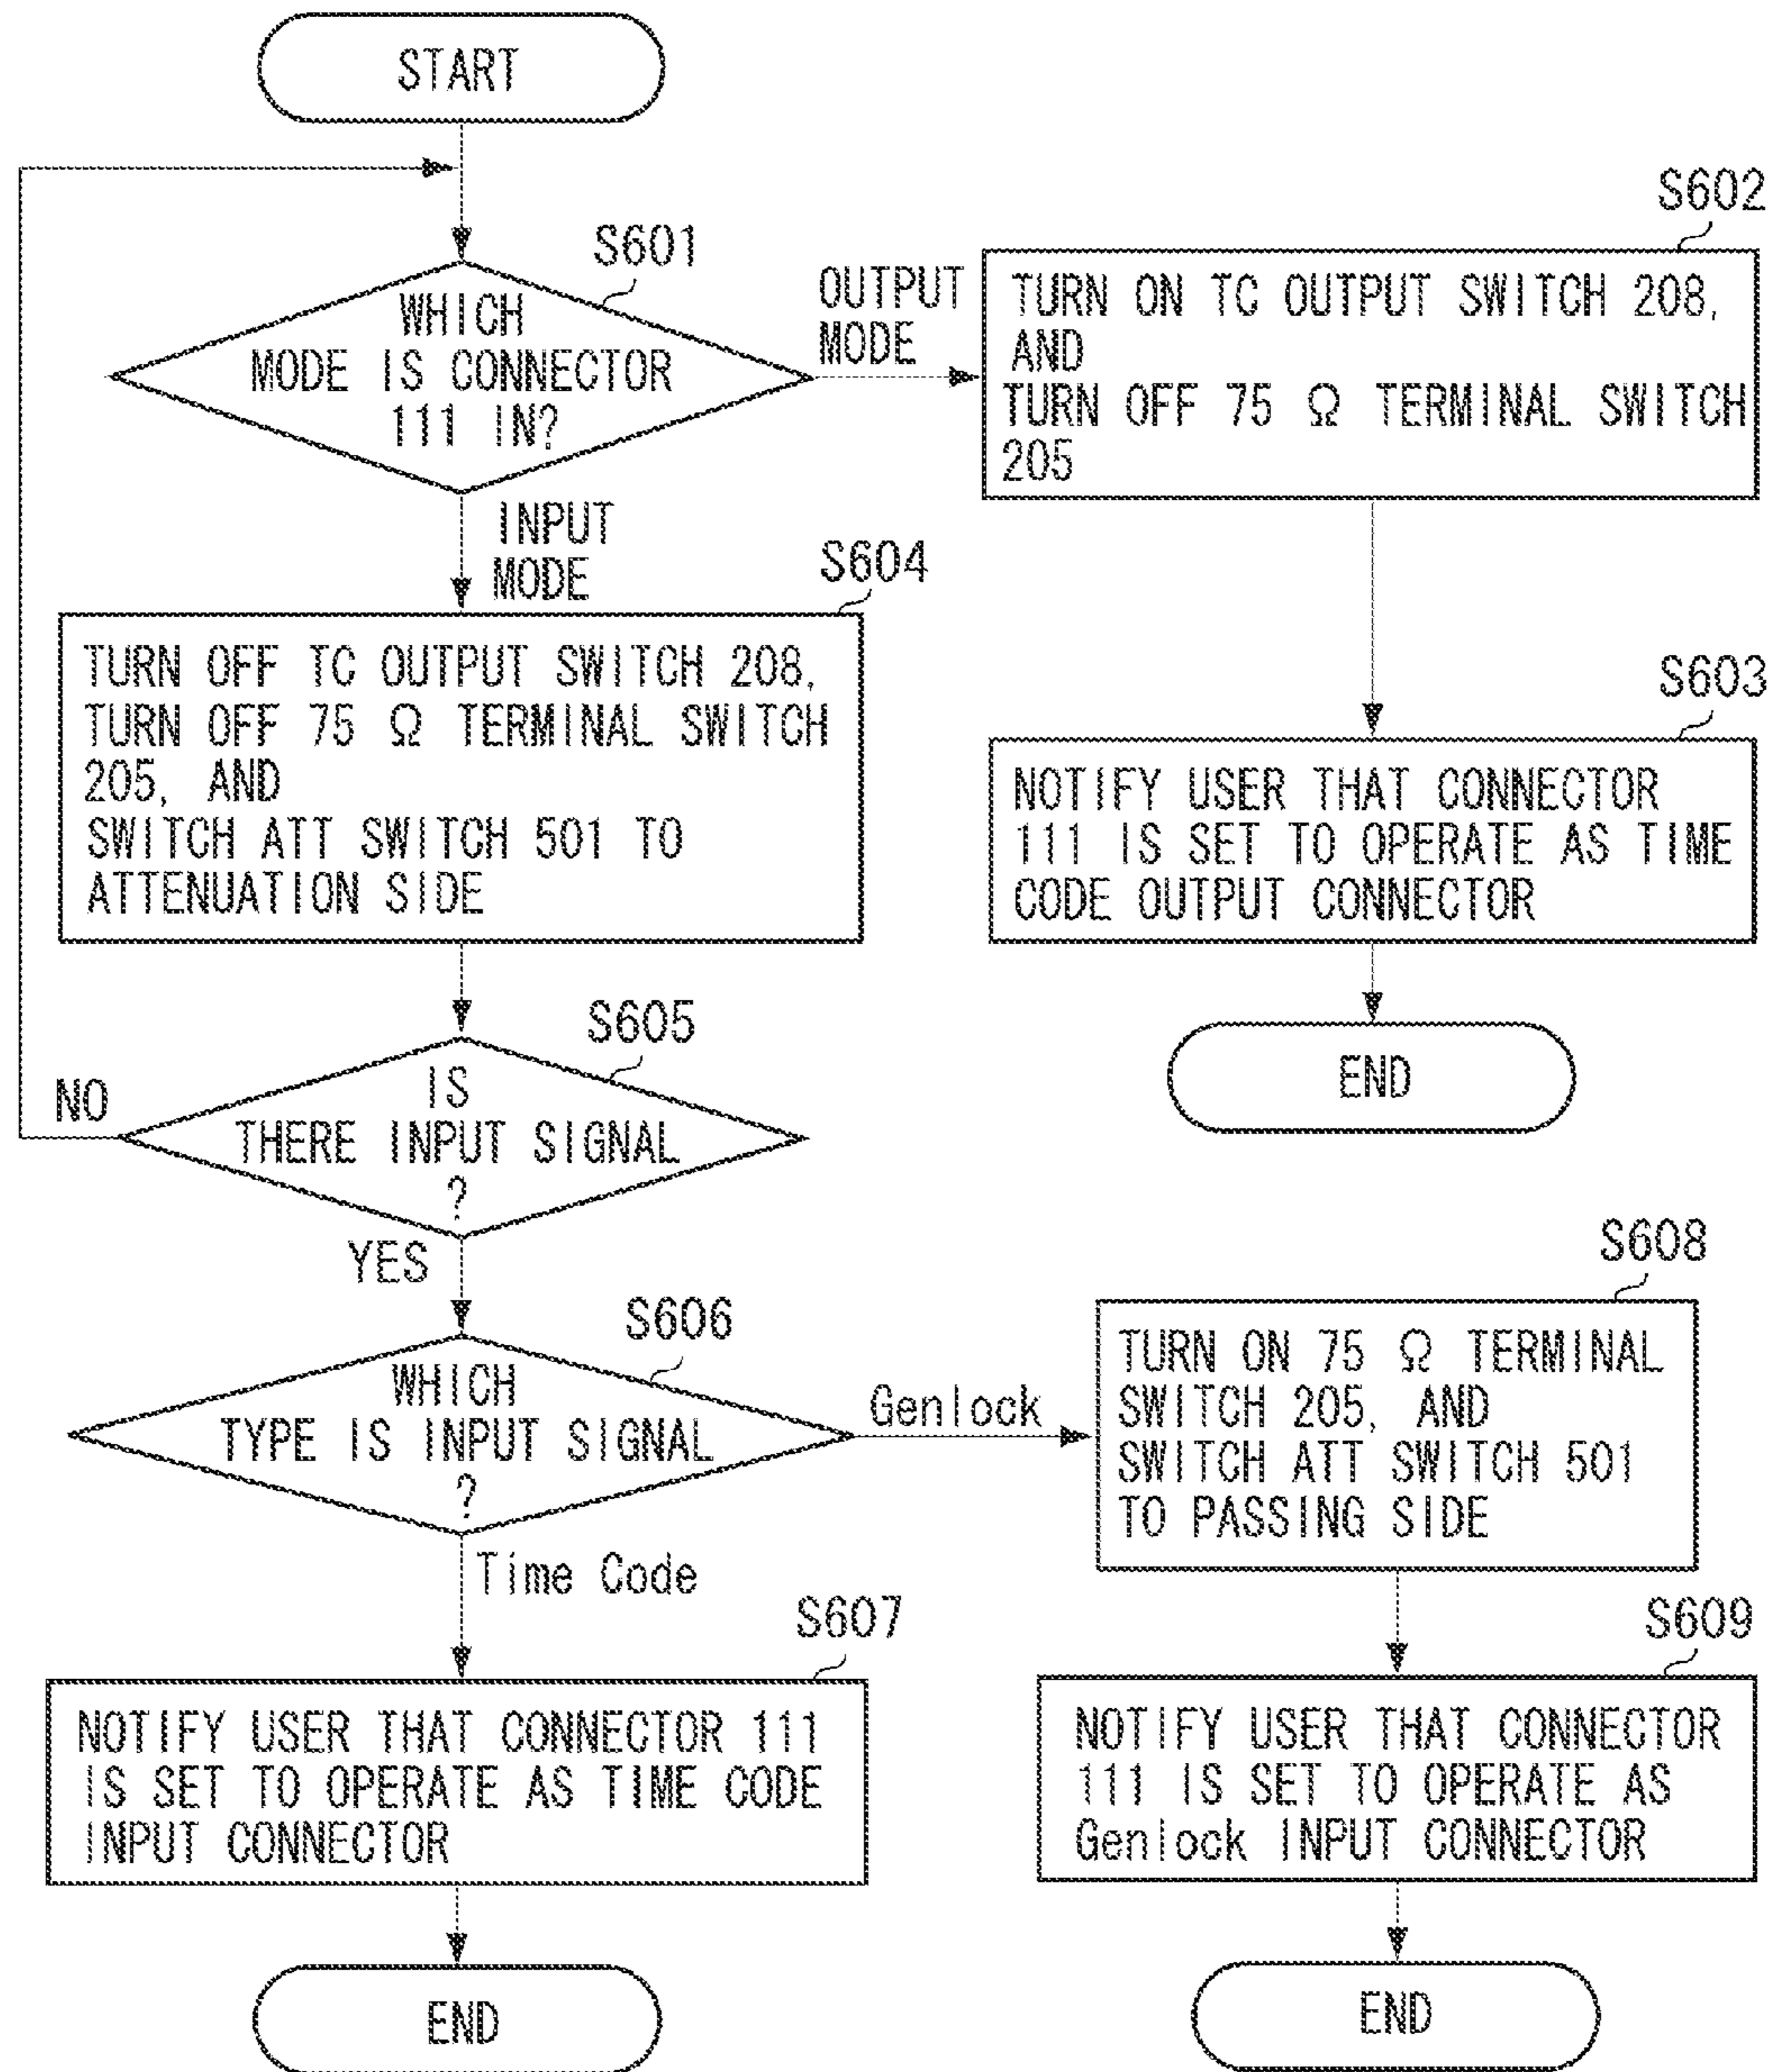 START
S601
WHICH
MODE IS CONNECTOR
111 IN?
OUTPUT
MODE
S602
TURN ON TC OUTPUT SWITCH 208,
AND
TURN OFF 75 Ω TERMINAL SWITCH
205
INPUT
MODE
S604
TURN OFF TC OUTPUT SWITCH 208,
TURN OFF 75 Ω TERMINAL SWITCH
205, AND
SWITCH ATT SWITCH 501 TO
ATTENUATION SIDE
S603
NOTIFY USER THAT CONNECTOR
111 IS SET TO OPERATE AS TIME
CODE OUTPUT CONNECTOR
END
S605
IS
THERE INPUT SIGNAL
?
NO
YES
S606
WHICH
TYPE IS INPUT SIGNAL
?
Genlock
S608
TURN ON 75 Ω TERMINAL
SWITCH 205, AND
SWITCH ATT SWITCH 501
TO PASSING SIDE
Time Code
S607
NOTIFY USER THAT CONNECTOR 111
IS SET TO OPERATE AS TIME CODE
INPUT CONNECTOR
END
S609
NOTIFY USER THAT CONNECTOR
111 IS SET TO OPERATE AS
Genlock INPUT CONNECTOR
END